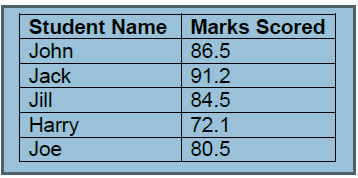 Student Name Marks Scored
John 86.5
Jack 91.2
Jill 84.5
Harry 72.1
Joe 80.5